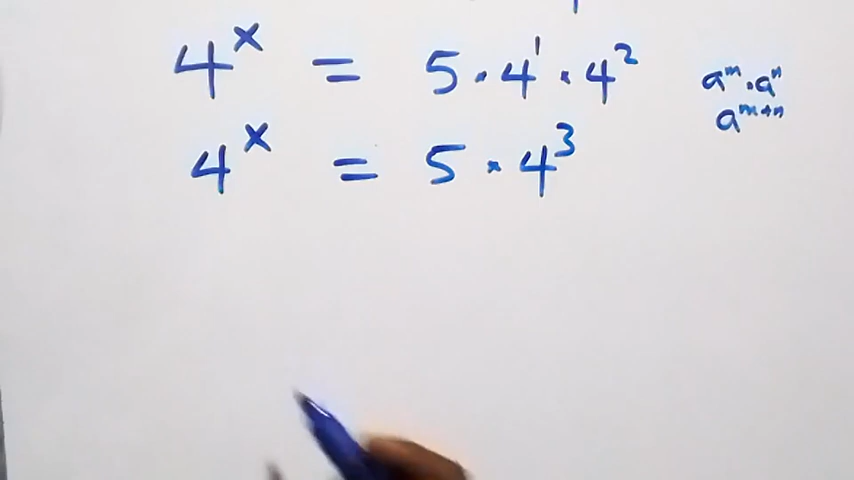 4^x = 5 · 4^1 · 4^2
a^m · a^n
a^{m+n}
4^x = 5 · 4^3